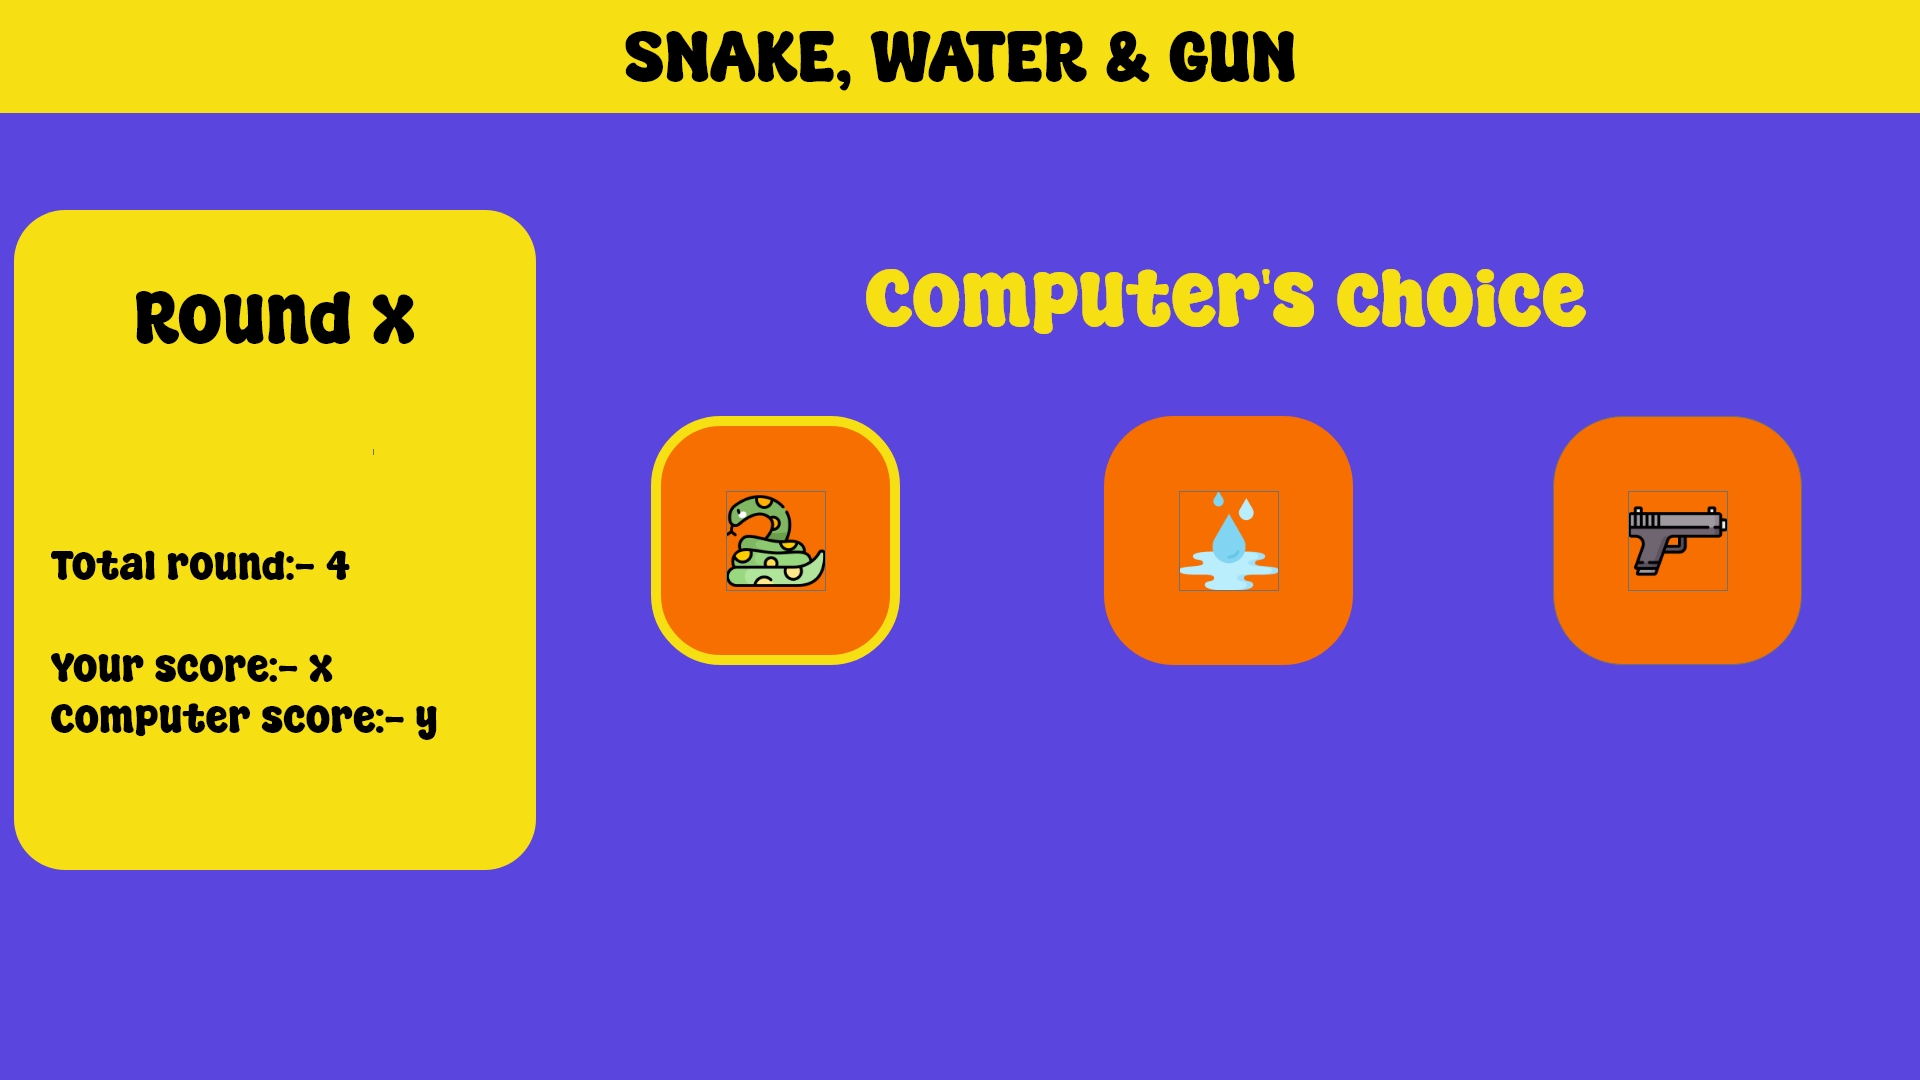 SNAKE, WATER & GUN
Round x
Total round:- 4
Your score:- x
Computer score:- y
Computer's choice